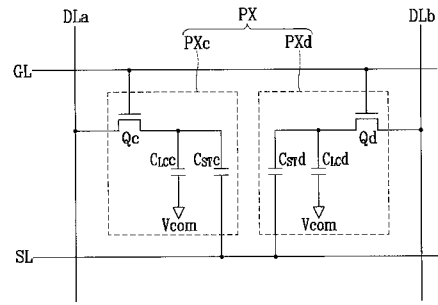 DLa PX DLb
PXc PXd
GL
Qc Qd
CLCc CSTc CSTd CLCd
Vcom Vcom
SL